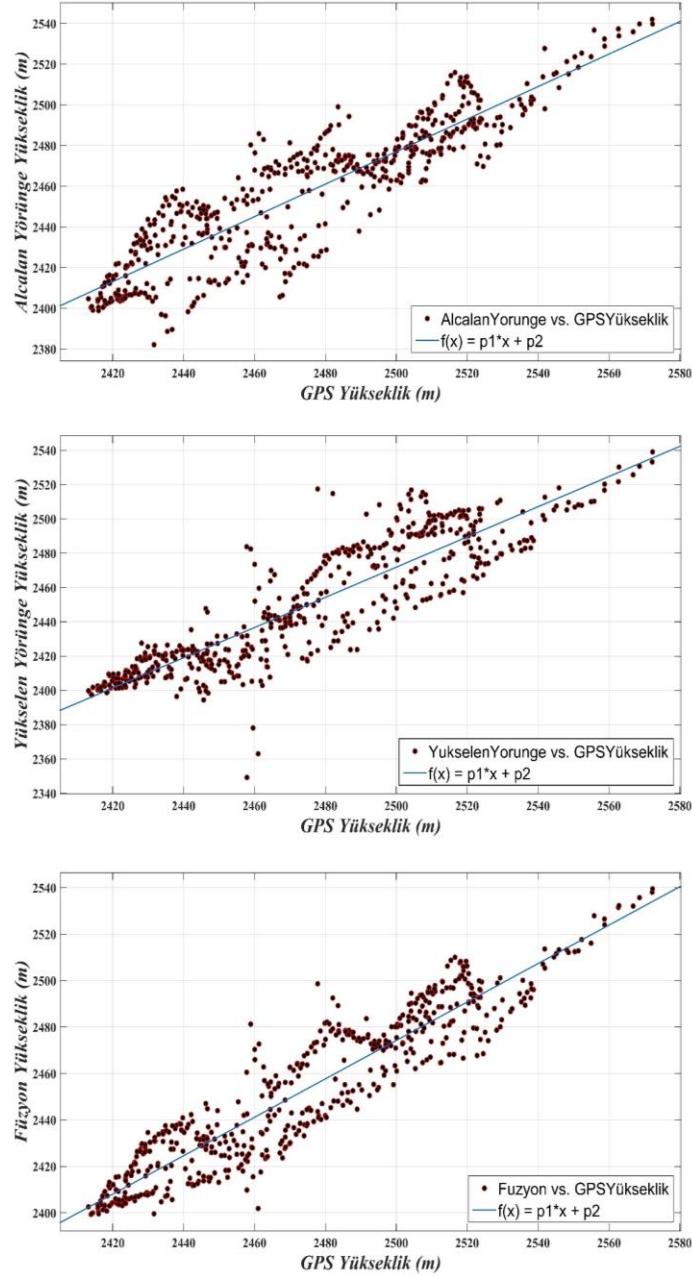 2540
2520
2500
2480
2460
2440
2420
2400
2380
Alcalan Yörünge Yükseklik (m)
AlcalanYorunge vs. GPSYükseklik
f(x) = p1*x + p2
2420 2440 2460 2480 2500 2520 2540 2560 2580
GPS Yükseklik (m)
2540
2520
2500
2480
2460
2440
2420
2400
2380
2360
2340
Yükselen Yörünge Yükseklik (m)
YukselenYorunge vs. GPSYükseklik
f(x) = p1*x + p2
2420 2440 2460 2480 2500 2520 2540 2560 2580
GPS Yükseklik (m)
2540
2520
2500
2480
2460
2440
2420
2400
Füzyon Yükseklik (m)
Fuzyon vs. GPSYükseklik
f(x) = p1*x + p2
2420 2440 2460 2480 2500 2520 2540 2560 2580
GPS Yükseklik (m)